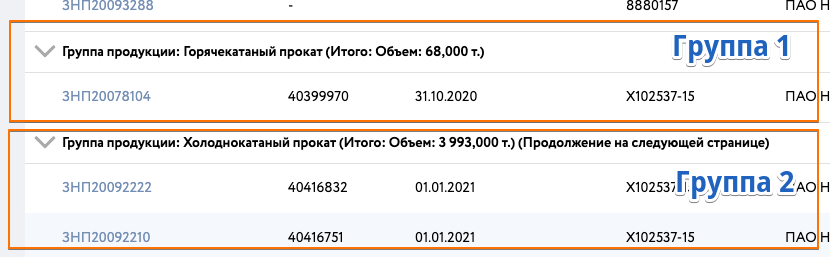 ЗНП20093288 - 8880157 ПАО Н
Группа продукции: Горячекатаный прокат (Итого: Объем: 68,000 т.) Группа 1
ЗНП20078104 40399970 31.10.2020 X102537-15 ПАО Н
Группа продукции: Холоднокатаный прокат (Итого: Объем: 3 993,000 т.) (Продолжение на следующей странице)
ЗНП20092222 40416832 01.01.2021 X102537-15 Группа 2 ПАО Н
ЗНП20092210 40416751 01.01.2021 X102537-15 ПАО Н